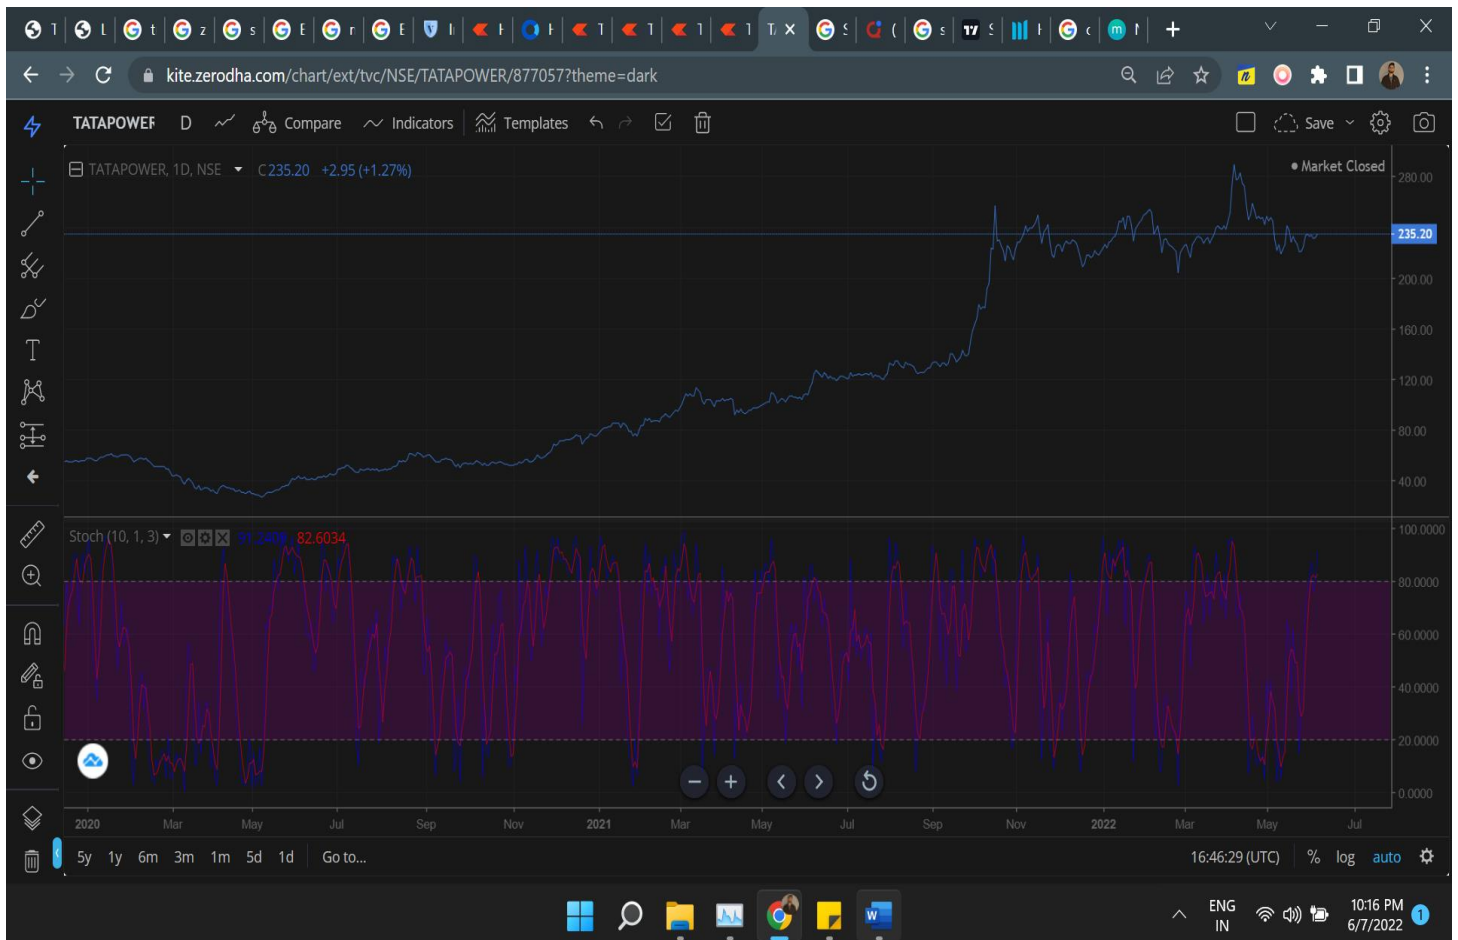 kite.zerodha.com/chart/ext/tvc/NSE/TATAPOWER/877057?theme=dark
TATAPOWER D Compare Indicators Templates Save
TATAPOWER, 1D, NSE C235.20 +2.95 (+1.27%)
Market Closed
280.00
235.20
200.00
160.00
120.00
80.00
40.00
Stoch (10, 1, 3) 82.6034
100.0000
80.0000
60.0000
40.0000
20.0000
0.0000
2020 Mar May Jul Sep Nov 2021 Mar May Jul Sep Nov 2022 Mar May Jul
5y 1y 6m 3m 1m 5d 1d Go to... 16:46:29 (UTC) % log auto
ENG
IN
10:16 PM
6/7/2022
1